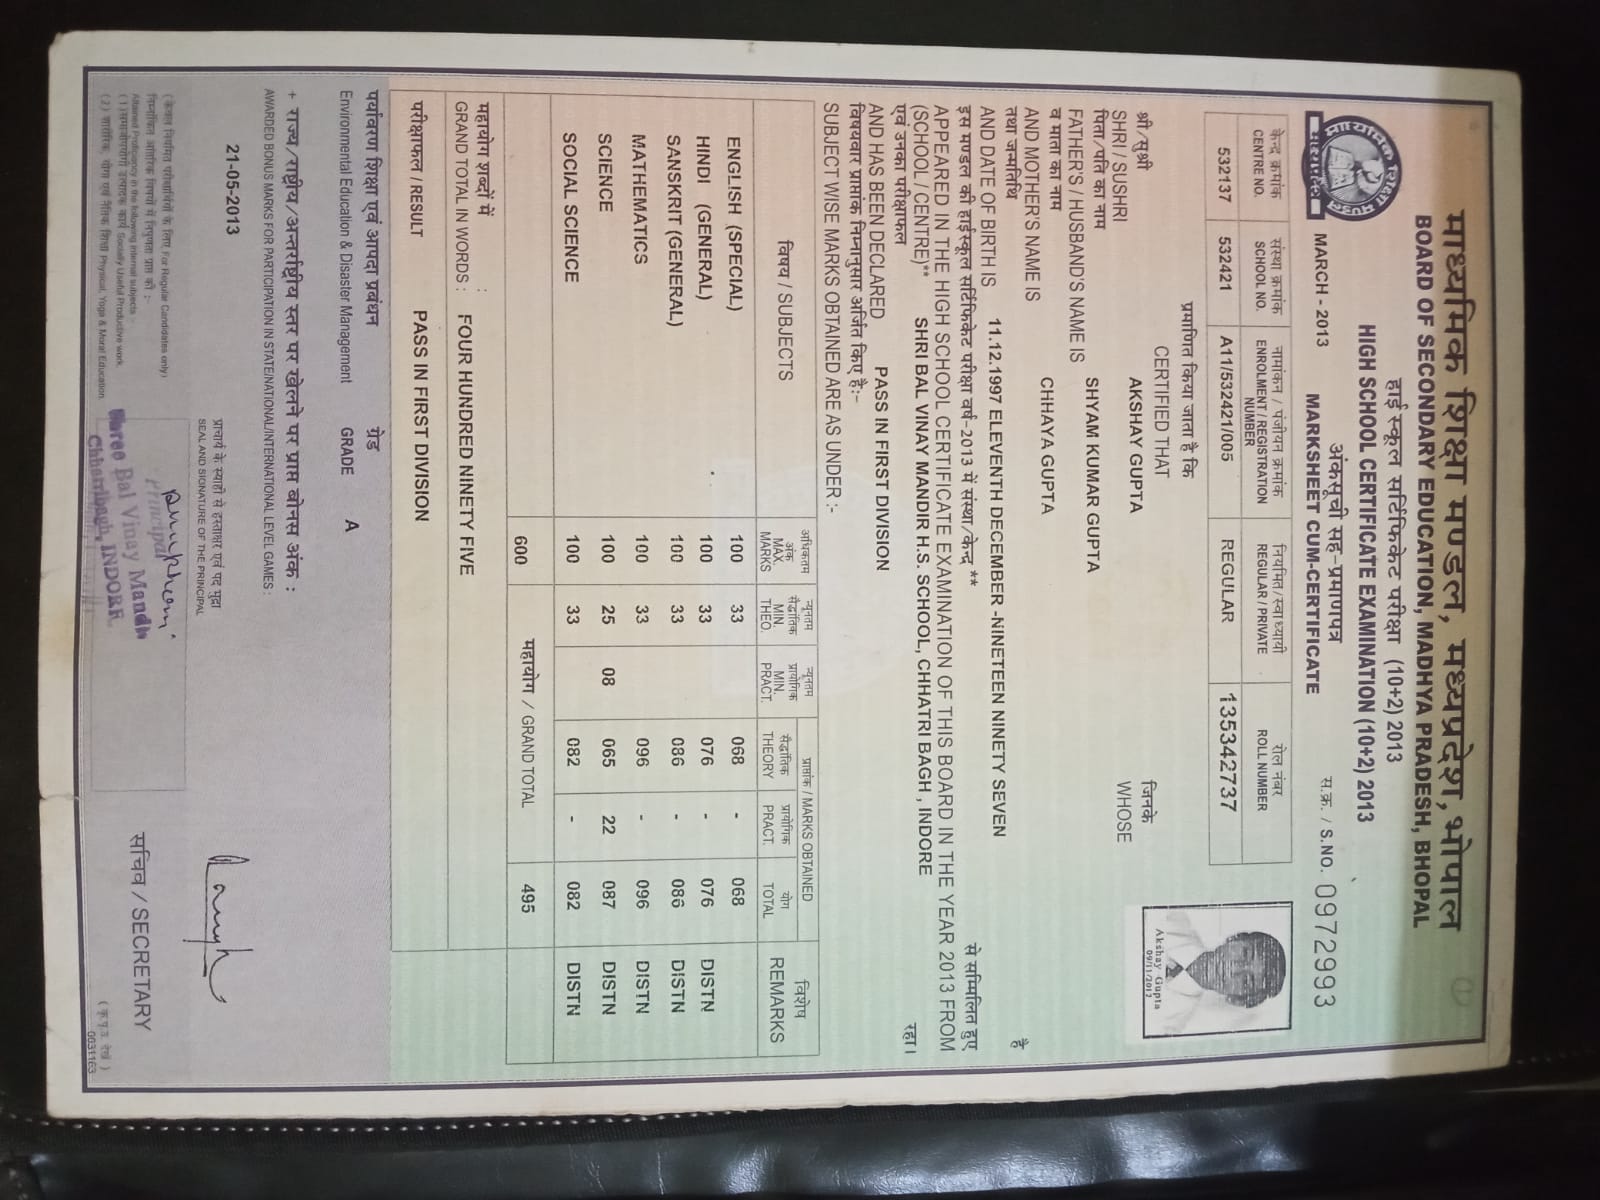 माध्यमिक शिक्षा मण्डल, मध्यप्रदेश, भोपाल
BOARD OF SECONDARY EDUCATION, MADHYA PRADESH, BHOPAL
हाई स्कूल सर्टिफिकेट परीक्षा (10+2) 2013
HIGH SCHOOL CERTIFICATE EXAMINATION (10+2) 2013
अंकसूची सह-प्रमाणपत्र
MARCH - 2013 MARKSHEET CUM-CERTIFICATE
स.क्र. / S.NO. 0972993
केन्द्र क्रमांक संस्था क्रमांक नामांकन / पंजीयन क्रमांक नियमित/स्वाध्यायी रोल नंबर
CENTRE NO. SCHOOL NO. ENROLMENT / REGISTRATION NUMBER REGULAR / PRIVATE ROLL NUMBER
532137 532421 A11/532421/005 REGULAR 135342737
Akshay Gupta
09/11/2012
प्रमाणित किया जाता है कि
CERTIFIED THAT
श्री/सुश्री जिनके
SHRI / SUSHRI AKSHAY GUPTA WHOSE
पिता/पति का नाम
FATHER'S / HUSBAND'S NAME IS SHYAM KUMAR GUPTA
व माता का नाम
AND MOTHER'S NAME IS CHHAYA GUPTA
तथा जन्मतिथि है
AND DATE OF BIRTH IS 11.12.1997 ELEVENTH DECEMBER -NINETEEN NINETY SEVEN
इस मण्डल की हाईस्कूल सर्टिफिकेट परीक्षा वर्ष-2013 में संस्था/केन्द्र ** से सम्मिलित हुए
APPEARED IN THE HIGH SCHOOL CERTIFICATE EXAMINATION OF THIS BOARD IN THE YEAR 2013 FROM
(SCHOOL / CENTRE)** SHRI BAL VINAY MANDIR H.S. SCHOOL, CHHATRI BAGH , INDORE
एवं उनका परीक्षाफल रहा।
AND HAS BEEN DECLARED PASS IN FIRST DIVISION
विषयवार प्राप्तांक निम्नानुसार अर्जित किए है:-
SUBJECT WISE MARKS OBTAINED ARE AS UNDER :-
विषय / SUBJECTS अधिकतम अंक MAX. MARKS न्यूनतम सैद्धांतिक MIN. THEO. न्यूनतम प्रायोगिक MIN. PRACT. प्राप्तांक / MARKS OBTAINED विशेष REMARKS
सैद्धांतिक THEORY प्रायोगिक PRACT. योग TOTAL
ENGLISH (SPECIAL) 100 33 068 - 068
HINDI (GENERAL) 100 33 076 - 076 DISTN
SANSKRIT (GENERAL) 100 33 086 - 086 DISTN
MATHEMATICS 100 33 096 - 096 DISTN
SCIENCE 100 25 08 065 22 087 DISTN
SOCIAL SCIENCE 100 33 082 - 082 DISTN
600 महायोग / GRAND TOTAL 495
महायोग शब्दों में :
GRAND TOTAL IN WORDS : FOUR HUNDRED NINETY FIVE
परीक्षाफल / RESULT PASS IN FIRST DIVISION
पर्यावरण शिक्षा एवं आपदा प्रबंधन ग्रेड
Environmental Education & Disaster Management GRADE A
+ राज्य/राष्ट्रीय/अन्तर्राष्ट्रीय स्तर पर खेलने पर प्राप्त बोनस अंक :
AWARDED BONUS MARKS FOR PARTICIPATION IN STATE/NATIONAL/INTERNATIONAL LEVEL GAMES :
21-05-2013
प्राचार्य के स्याही से हस्ताक्षर एवं पद मुद्रा
SEAL AND SIGNATURE OF THE PRINCIPAL
(केवल नियमित परीक्षार्थियों के लिए For Regular Candidates only)
निम्नांकित आंतरिक विषयों में निपुणता प्राप्त की :-
Attained Proficiency in the following internal subjects :-
(1) समाजोपयोगी उत्पादक कार्य Socially Useful Productive work.
(2) शारीरिक, योग एवं नैतिक शिक्षा Physical, Yoga & Moral Education.
Principal
Shree Bal Vinay Mandir
Chhatribagh, INDORE
सचिव / SECRETARY
0031163